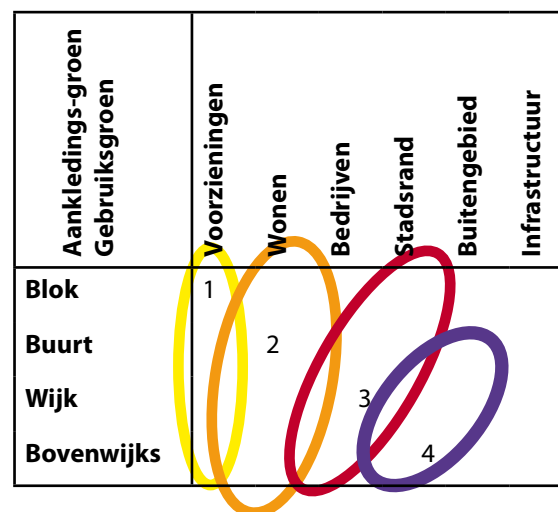 Aankledings-groen
Gebruiksgroen
Voorzieningen
Wonen
Bedrijven
Stadsrand
Buitengebied
Infrastructuur
Blok 1
Buurt 2
Wijk 3
Bovenwijks 4